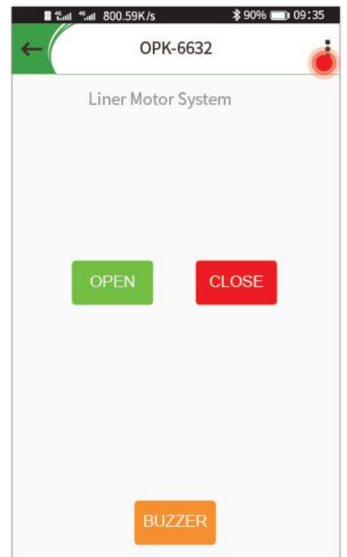 800.59K/s 90% 09:35
OPK-6632
Liner Motor System
OPEN CLOSE
BUZZER